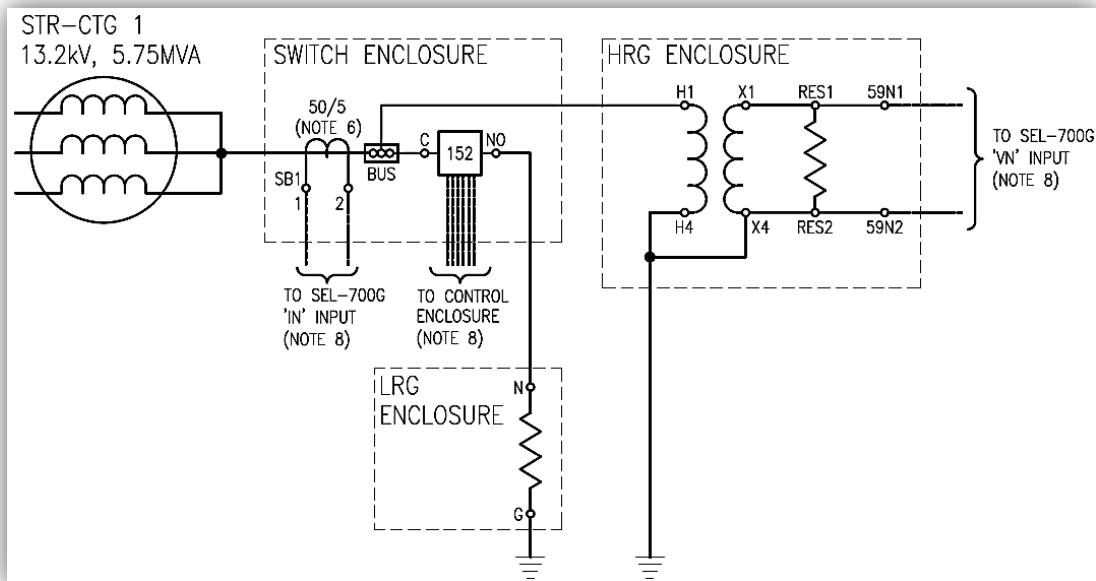 STR-CTG 1
13.2kV, 5.75MVA
SWITCH ENCLOSURE
50/5
(NOTE 6)
BUS
C
152
NO
SB1
1
2
TO SEL-700G
'IN' INPUT
(NOTE 8)
TO CONTROL
ENCLOSURE
(NOTE 8)
HRG ENCLOSURE
H1
X1
RES1
59N1
H4
X4
RES2
59N2
TO SEL-700G
'VN' INPUT
(NOTE 8)
LRG
ENCLOSURE
N
G